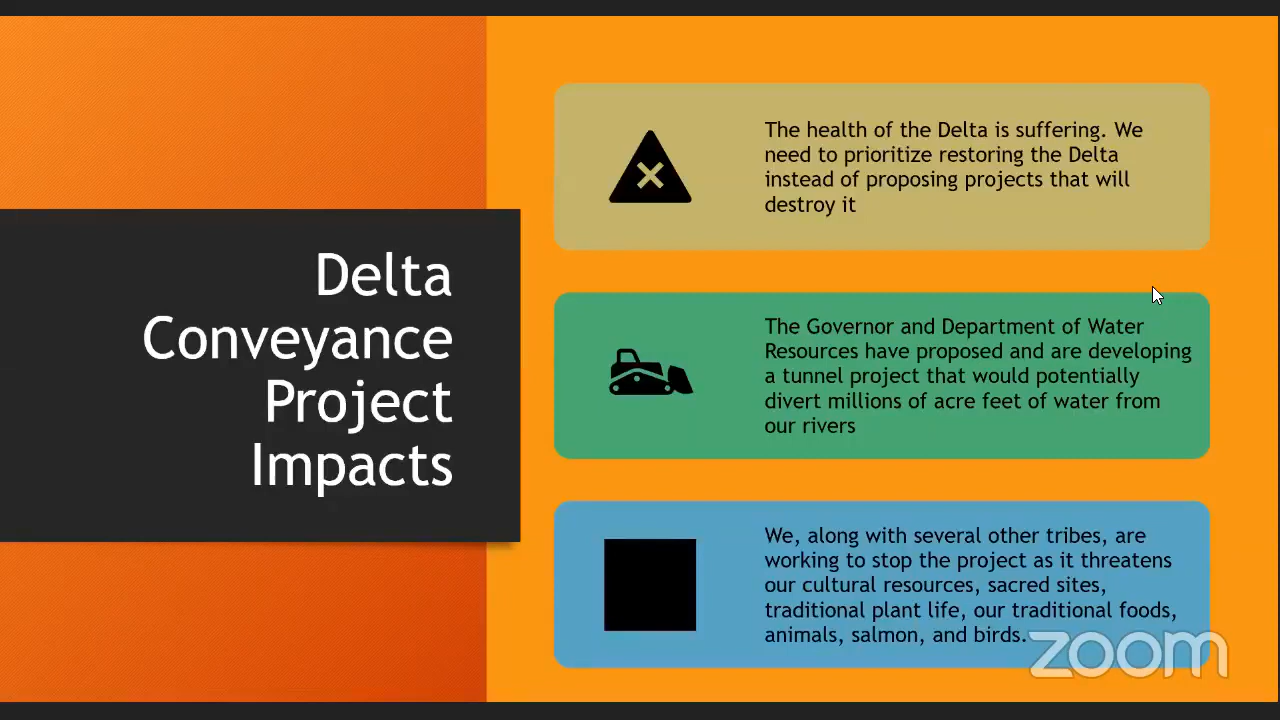 Delta
Conveyance
Project
Impacts
The health of the Delta is suffering. We
need to prioritize restoring the Delta
instead of proposing projects that will
destroy it
The Governor and Department of Water
Resources have proposed and are developing
a tunnel project that would potentially
divert millions of acre feet of water from
our rivers
We, along with several other tribes, are
working to stop the project as it threatens
our cultural resources, sacred sites,
traditional plant life, our traditional foods,
animals, salmon, and birds.
zoom